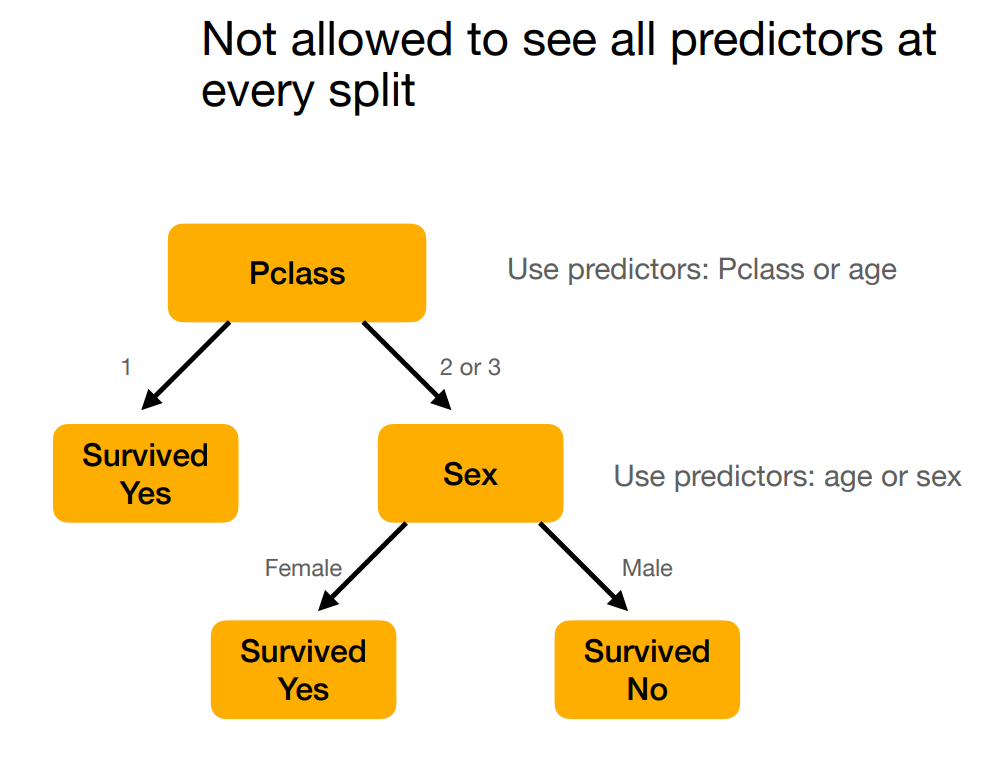 Not allowed to see all predictors at
every split
Pclass
Use predictors: Pclass or age
1
2 or 3
Survived
Yes
Sex
Use predictors: age or sex
Female
Male
Survived
Yes
Survived
No